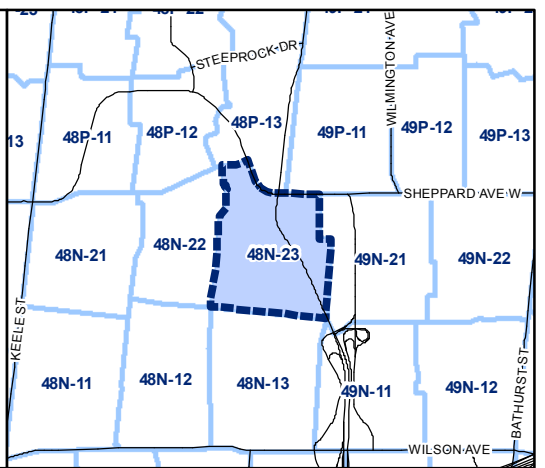 STEEPROCK DR
WILMINGTON AVE
48P-13
13
48P-11
48P-12
49P-11
49P-12
49P-13
SHEPPARD AVE W
48N-21
48N-22
48N-23
49N-21
49N-22
KEELE ST
BATHURST ST
48N-11
48N-12
48N-13
49N-11
49N-12
WILSON AVE